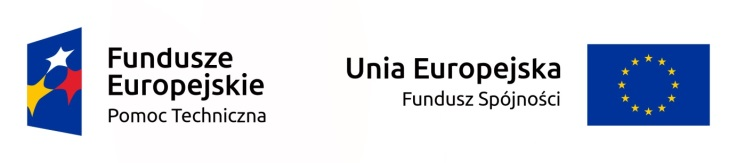 Fundusze
Europejskie
Pomoc Techniczna
Unia Europejska
Fundusz Spójności